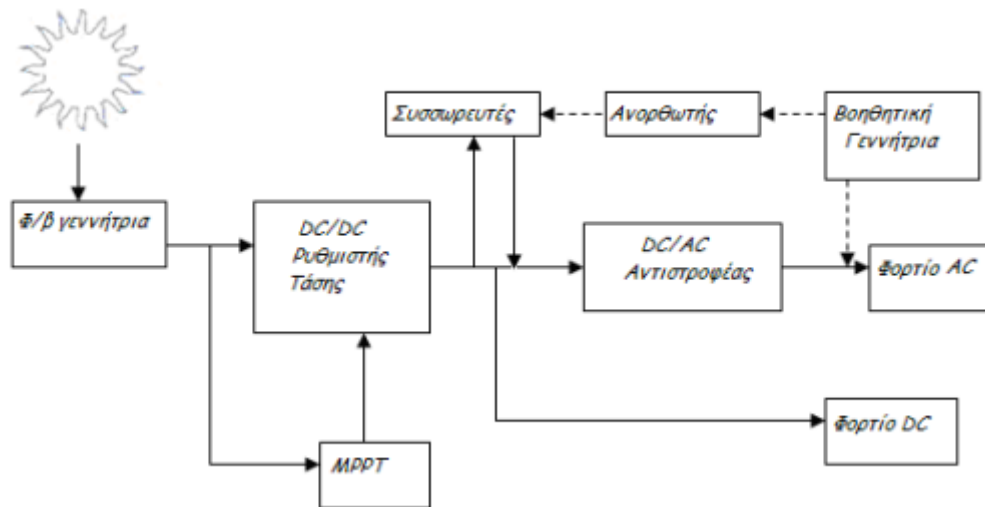 Συσσωρευτές
Ανορθωτής
Βοηθητική
Γεννήτρια
Φ/β γεννήτρια
DC/DC
Ρυθμιστής
Τάσης
DC/AC
Αντιστροφέας
Φορτίο AC
Φορτίο DC
MPPT